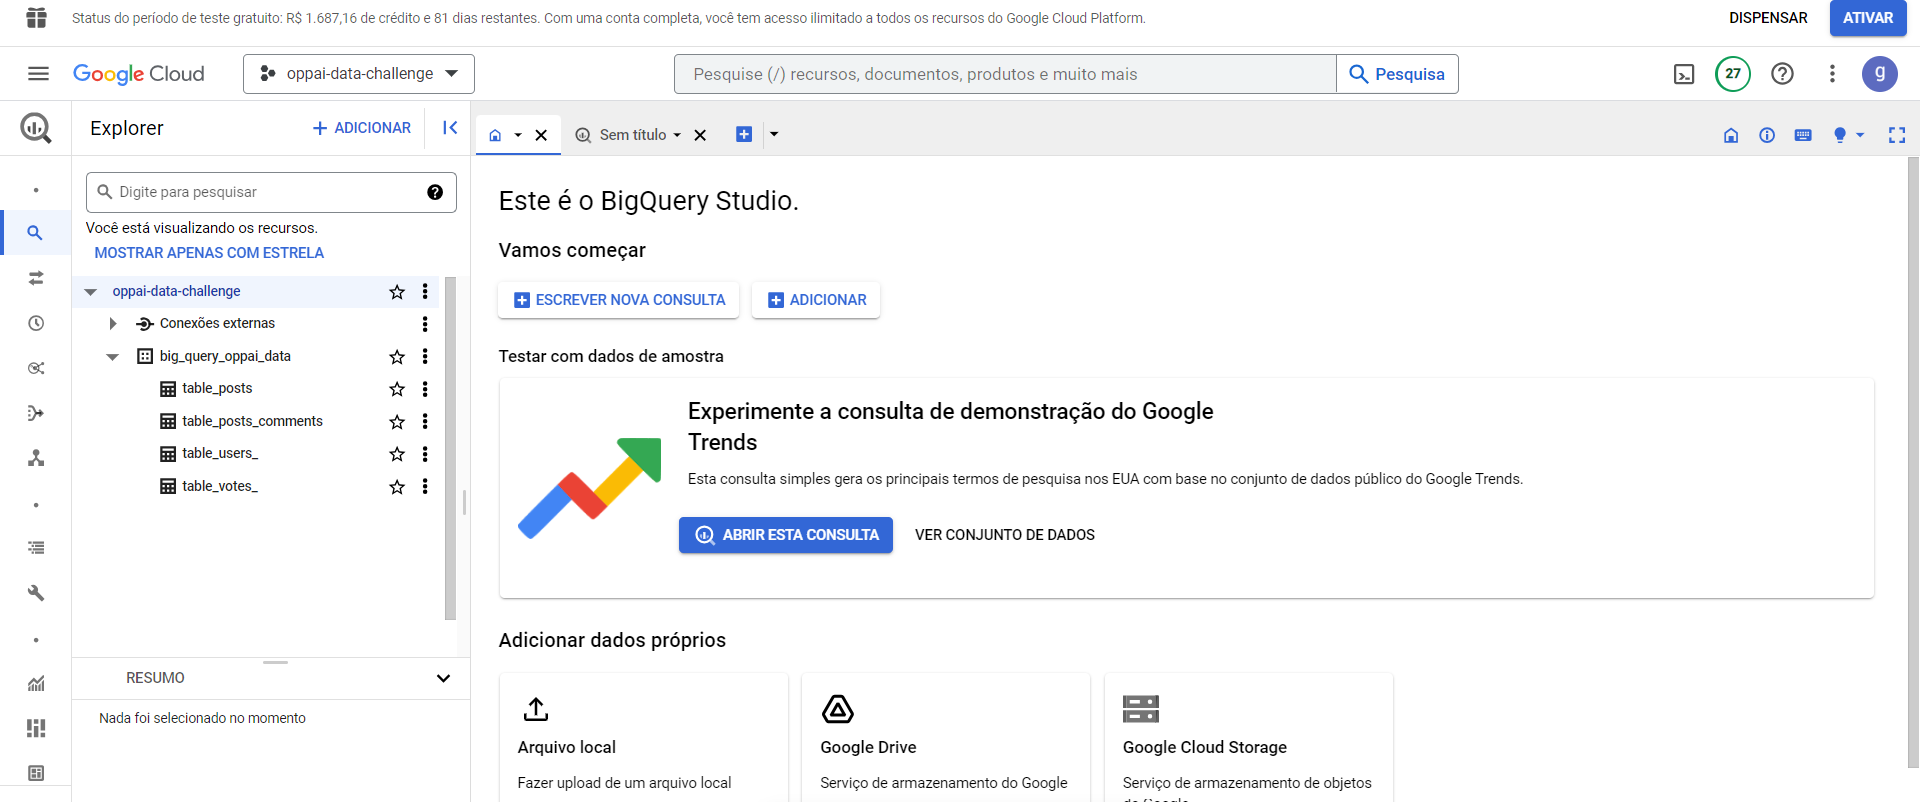 Status do período de teste gratuito: R$ 1.687,16 de crédito e 81 dias restantes. Com uma conta completa, você tem acesso ilimitado a todos os recursos do Google Cloud Platform.
DISPENSAR
ATIVAR
Google Cloud
oppai-data-challenge
Pesquise (/) recursos, documentos, produtos e muito mais
Pesquisa
27
g
Explorer
ADICIONAR
Sem título
Digite para pesquisar
Você está visualizando os recursos.
MOSTRAR APENAS COM ESTRELA
oppai-data-challenge
Conexões externas
big_query_oppai_data
table_posts
table_posts_comments
table_users_
table_votes_
RESUMO
Nada foi selecionado no momento
Este é o BigQuery Studio.
Vamos começar
ESCREVER NOVA CONSULTA
ADICIONAR
Testar com dados de amostra
Experimente a consulta de demonstração do Google
Trends
Esta consulta simples gera os principais termos de pesquisa nos EUA com base no conjunto de dados público do Google Trends.
ABRIR ESTA CONSULTA
VER CONJUNTO DE DADOS
Adicionar dados próprios
Arquivo local
Fazer upload de um arquivo local
Google Drive
Serviço de armazenamento do Google
Google Cloud Storage
Serviço de armazenamento de objetos
do Google